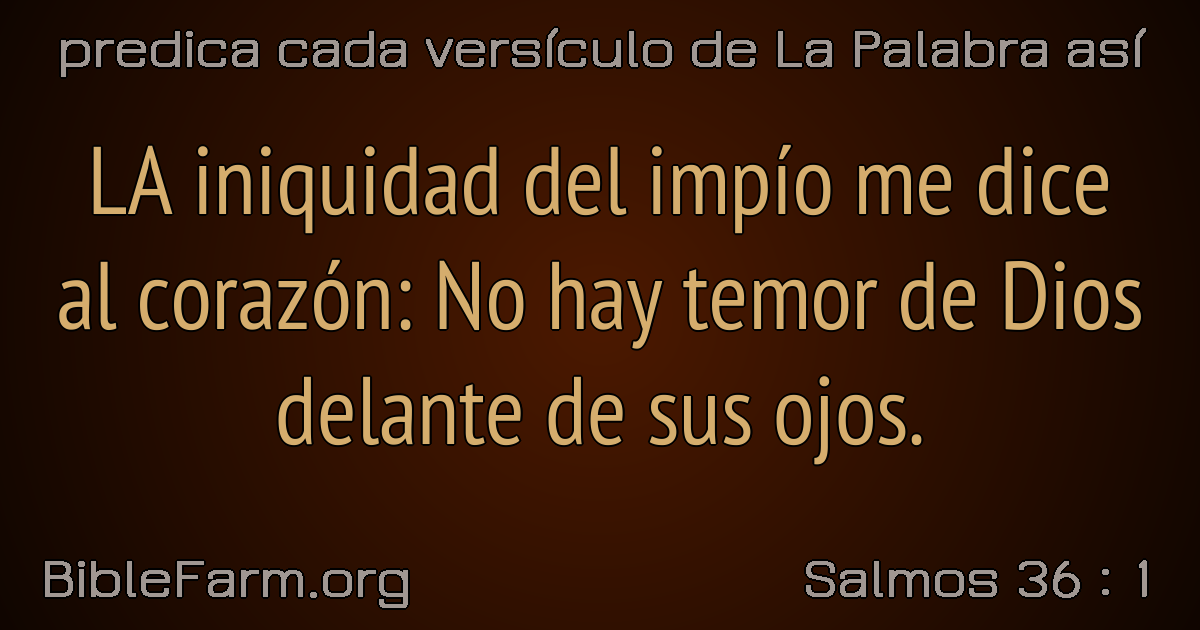 predica cada versículo de La Palabra así
LA iniquidad del impío me dice
al corazón: No hay temor de Dios
delante de sus ojos.
BibleFarm.org
Salmos 36 : 1